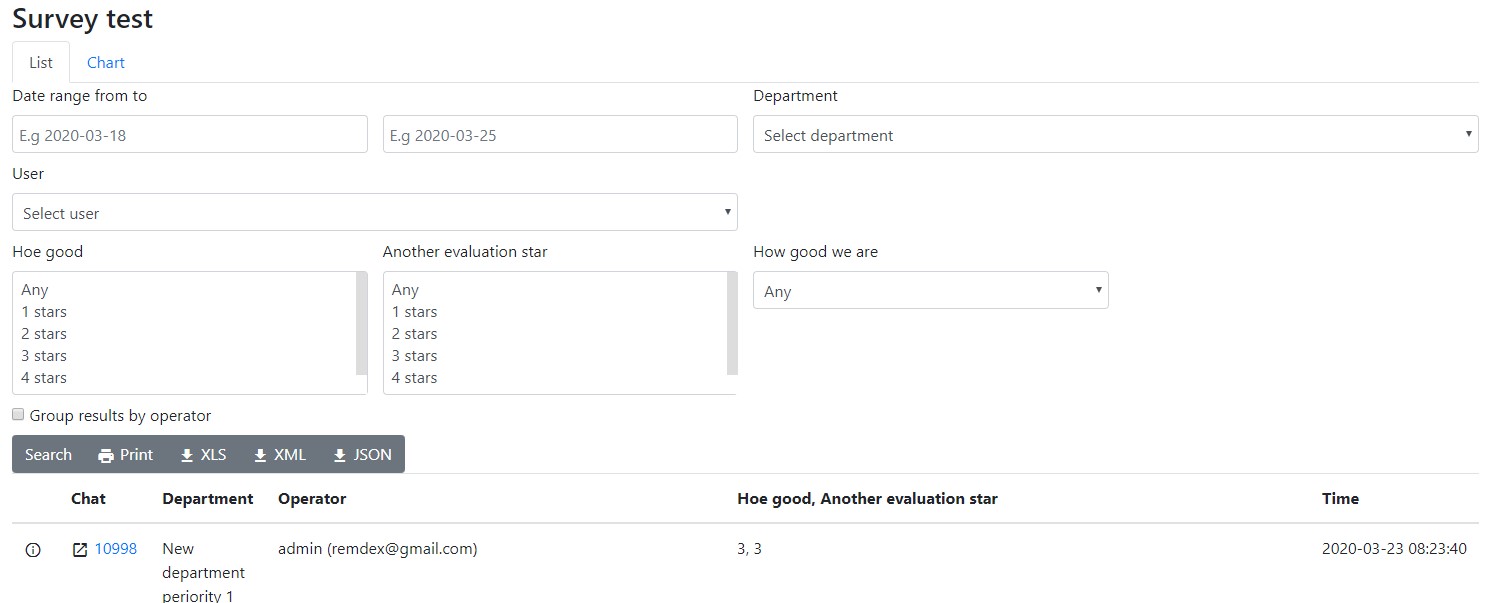 Survey test
List Chart
Date range from to Department
E.g 2020-03-18 E.g 2020-03-25 Select department
User
Select user
Hoe good Another evaluation star How good we are
Any Any Any
1 stars 1 stars
2 stars 2 stars
3 stars 3 stars
4 stars 4 stars
Group results by operator
Search Print XLS XML JSON
Chat Department Operator Hoe good, Another evaluation star Time
10998 New admin (remdex@gmail.com) 3, 3 2020-03-23 08:23:40
department
periority 1